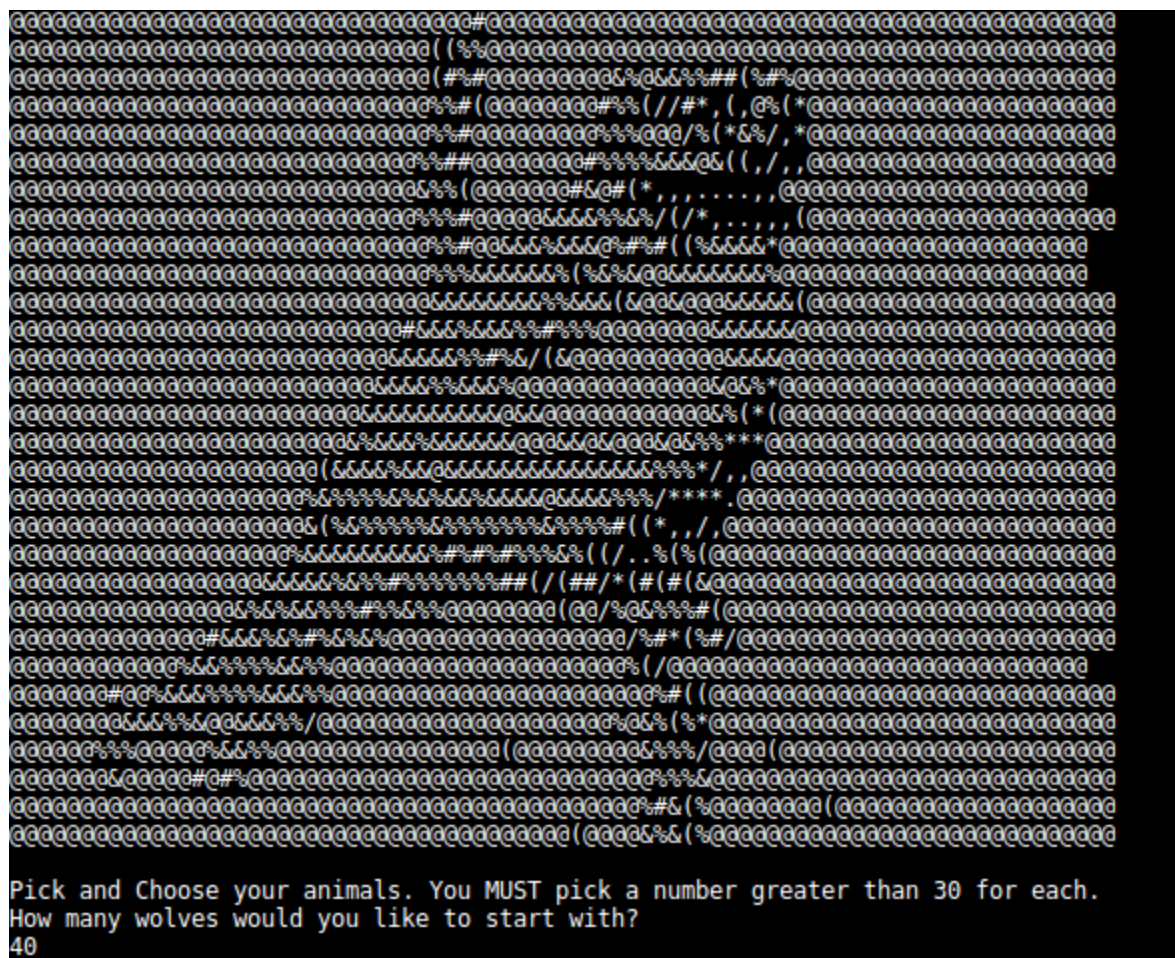 Pick and Choose your animals. You MUST pick a number greater than 30 for each.
How many wolves would you like to start with?
40